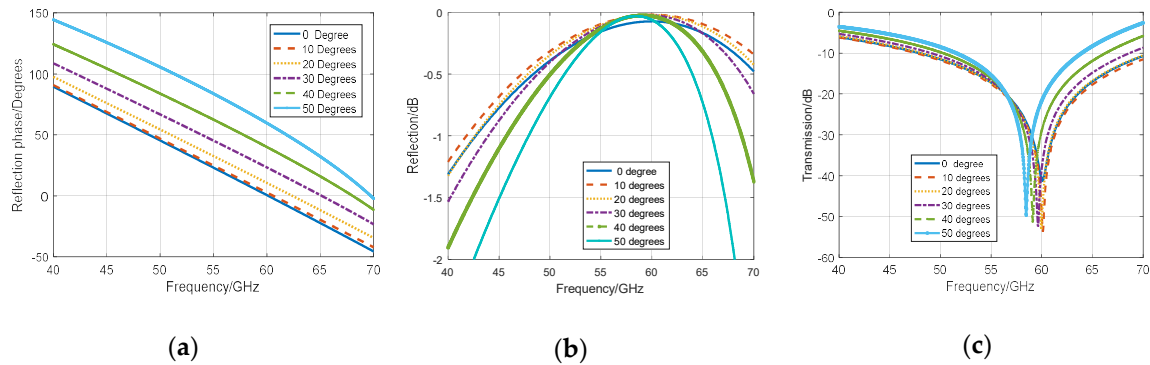 150
100
50
0
-50
40
45
50
55
60
65
70
Reflection phase/Degrees
Frequency/GHz
0 Degree
10 Degrees
20 Degrees
30 Degrees
40 Degrees
50 Degrees
(a)
0
-0.5
-1
-1.5
-2
40
45
50
55
60
65
70
Reflection/dB
Frequency/GHz
0 degree
10 degrees
20 degrees
30 degrees
40 degrees
50 degrees
(b)
0
-10
-20
-30
-40
-50
-60
40
45
50
55
60
65
70
Transmission/dB
Frequency/GHz
0 degree
10 degrees
20 degrees
30 degrees
40 degrees
50 degrees
(c)